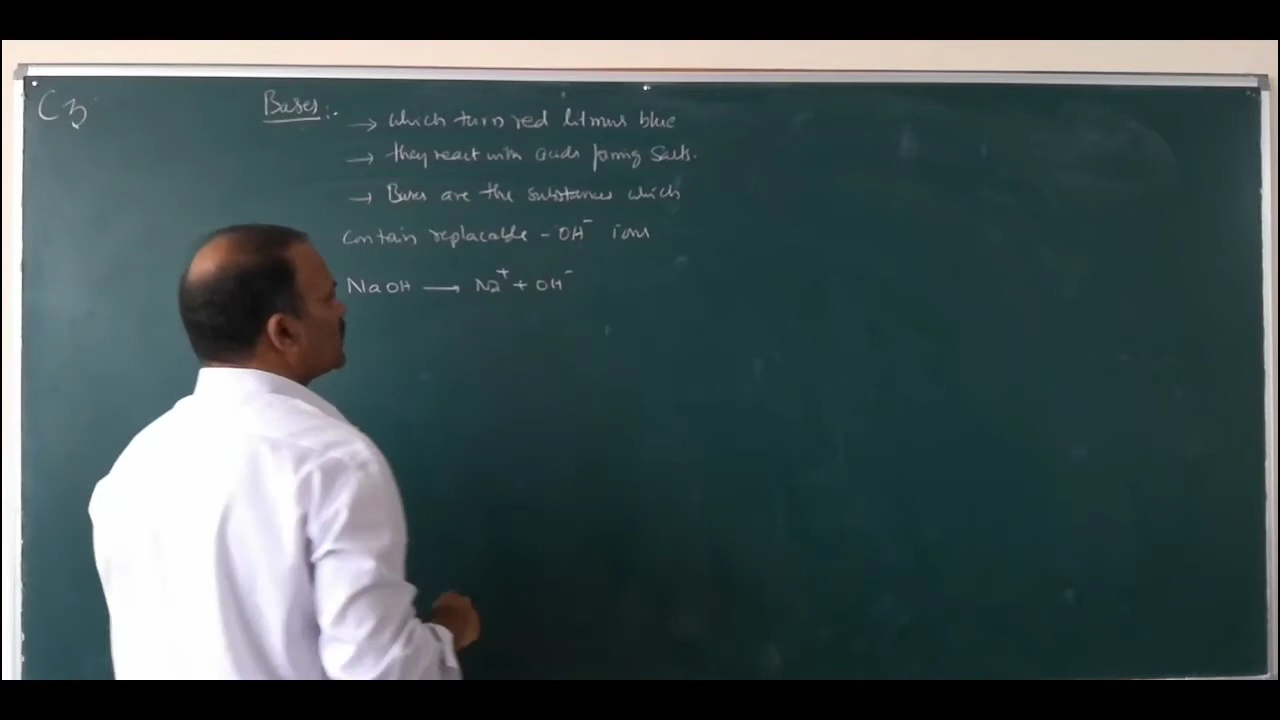 C3
Bases:-
→ which turn red litmus blue
→ they react with acids forming salts.
→ Bases are the substances which
contain replacable - OH⁻ ions
NaOH ⟶ Na⁺ + OH⁻